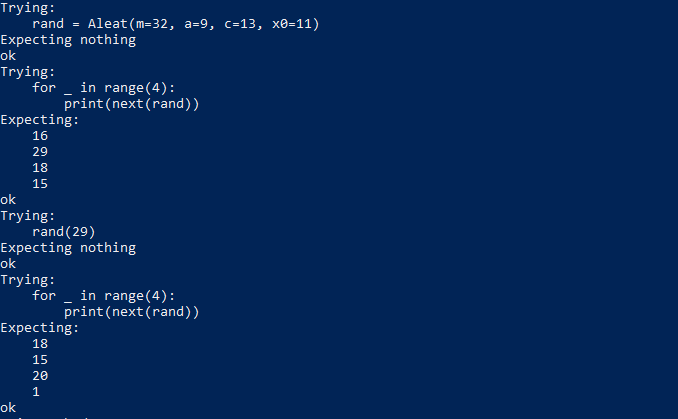 Trying:
    rand = Aleat(m=32, a=9, c=13, x0=11)
Expecting nothing
ok
Trying:
    for _ in range(4):
        print(next(rand))
Expecting:
    16
    29
    18
    15
ok
Trying:
    rand(29)
Expecting nothing
ok
Trying:
    for _ in range(4):
        print(next(rand))
Expecting:
    18
    15
    20
    1
ok